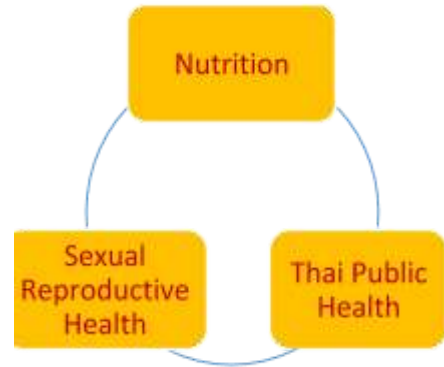 Nutrition
Sexual
Reproductive
Health
Thai Public
Health